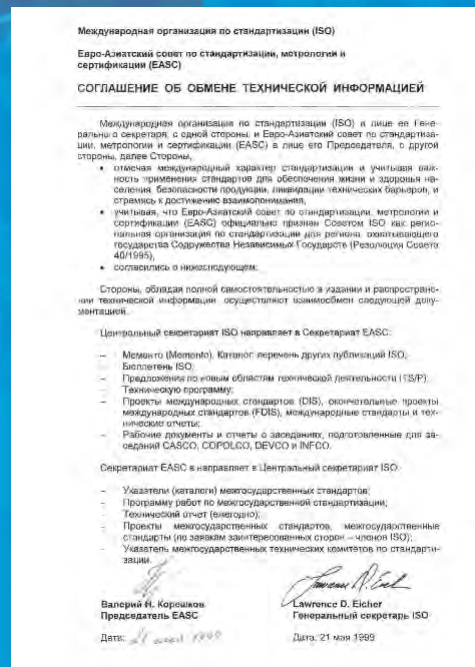 Международная организация по стандартизации (ISO)
Евро-Азиатский совет по стандартизации, метрологии и
сертификации (EASC)
СОГЛАШЕНИЕ ОБ ОБМЕНЕ ТЕХНИЧЕСКОЙ ИНФОРМАЦИЕЙ
Международная организация по стандартизации (ISO) в лице ее Гене-
рального секретаря, с одной стороны, и Евро-Азиатский совет по стандартиза-
ции, метрологии и сертификации (EASC) в лице его Председателя, с другой
стороны, далее Стороны,
• отмечая международный характер стандартизации и учитывая важ-
ность применения стандартов для обеспечения жизни и здоровья на-
селения, безопасности продукции, ликвидации технических барьеров, и
стремясь к достижению взаимопонимания,
• учитывая, что Евро-Азиатский совет по стандартизации, метрологии и
сертификации (EASC) официально признан Советом ISO как регио-
нальная организация по стандартизации для региона, охватывающего
государства Содружества Независимых Государств (Резолюция Совета
40/1995),
• согласились о нижеследующем:
Стороны, обладая полной самостоятельностью в издании и распростране-
нии технической информации, осуществляют взаимообмен следующей доку-
ментацией.
Центральный секретариат ISO направляет в Секретариат EASC:
– Мементо (Memento), Каталог, перечень других публикаций ISO,
Бюллетень ISO;
– Предложения по новым областям технической деятельности (TS/P);
– Техническую программу;
– Проекты международных стандартов (DIS), окончательные проекты
международных стандартов (FDIS), международные стандарты и тех-
нические отчеты;
– Рабочие документы и отчеты о заседаниях, подготовленные для за-
седаний CASCO, COPOLCO, DEVCO и INFCO.
Секретариат EASC в направляет в Центральный секретариат ISO:
– Указатели (каталоги) межгосударственных стандартов;
– Программу работ по межгосударственной стандартизации;
– Технический отчет (ежегодно);
– Проекты межгосударственных стандартов, межгосударственные
стандарты (по заявкам заинтересованных сторон – членов ISO);
– Указатель межгосударственных технических комитетов по стандарти-
зации.
Валерий Н. Корешков
Председатель EASC
Lawrence D. Eicher
Генеральный секретарь ISO
Дата: 21 мая 1999
Дата: 21 мая 1999